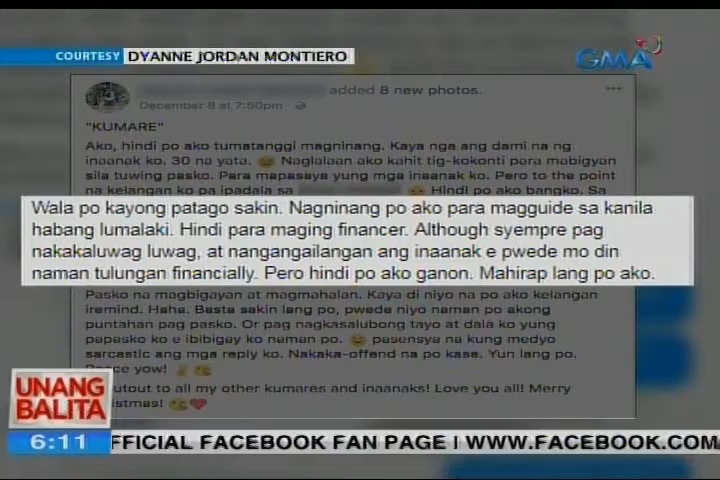 COURTESY DYANNE JORDAN MONTIERO
GMA
added 8 new photos.
December 8 at 7:50pm
"KUMARE"
Ako, hindi po ako tumatanggi magninang. Kaya nga ang dami na ng
inaanak ko. 30 na yata. Naglalaan ako kahit tig-kokonti para mabigyan
sila tuwing pasko. Para mapasaya yung mga inaanak ko. Pero to the point
na kelangan ko pa ipadala sa Hindi po ako bangko. Sa
Wala po kayong patago sakin. Nagninang po ako para magguide sa kanila
habang lumalaki. Hindi para maging financer. Although syempre pag
nakakaluwag luwag, at nangangailangan ang inaanak e pwede mo din
naman tulungan financially. Pero hindi po ako ganon. Mahirap lang po ako.
Pasko na magbigayan at magmahalan. Kaya di niyo na po ako kelangan
iremind. Haha. Basta sakin lang po, pwede niyo naman po akong
puntahan pag pasko. Or pag nagkasalubong tayo at dala ko yung
papasko ko e ibibigay ko naman po. pasensya na kung medyo
sarcastic ang mga reply ko. Nakaka-offend na po kase. Yun lang po.
yow!
to all my other kumares and inaanaks! Love you all! Merry
UNANG
BALITA
6:11 FFICIAL FACEBOOK FAN PAGE | WWW.FACEBOOK.COM